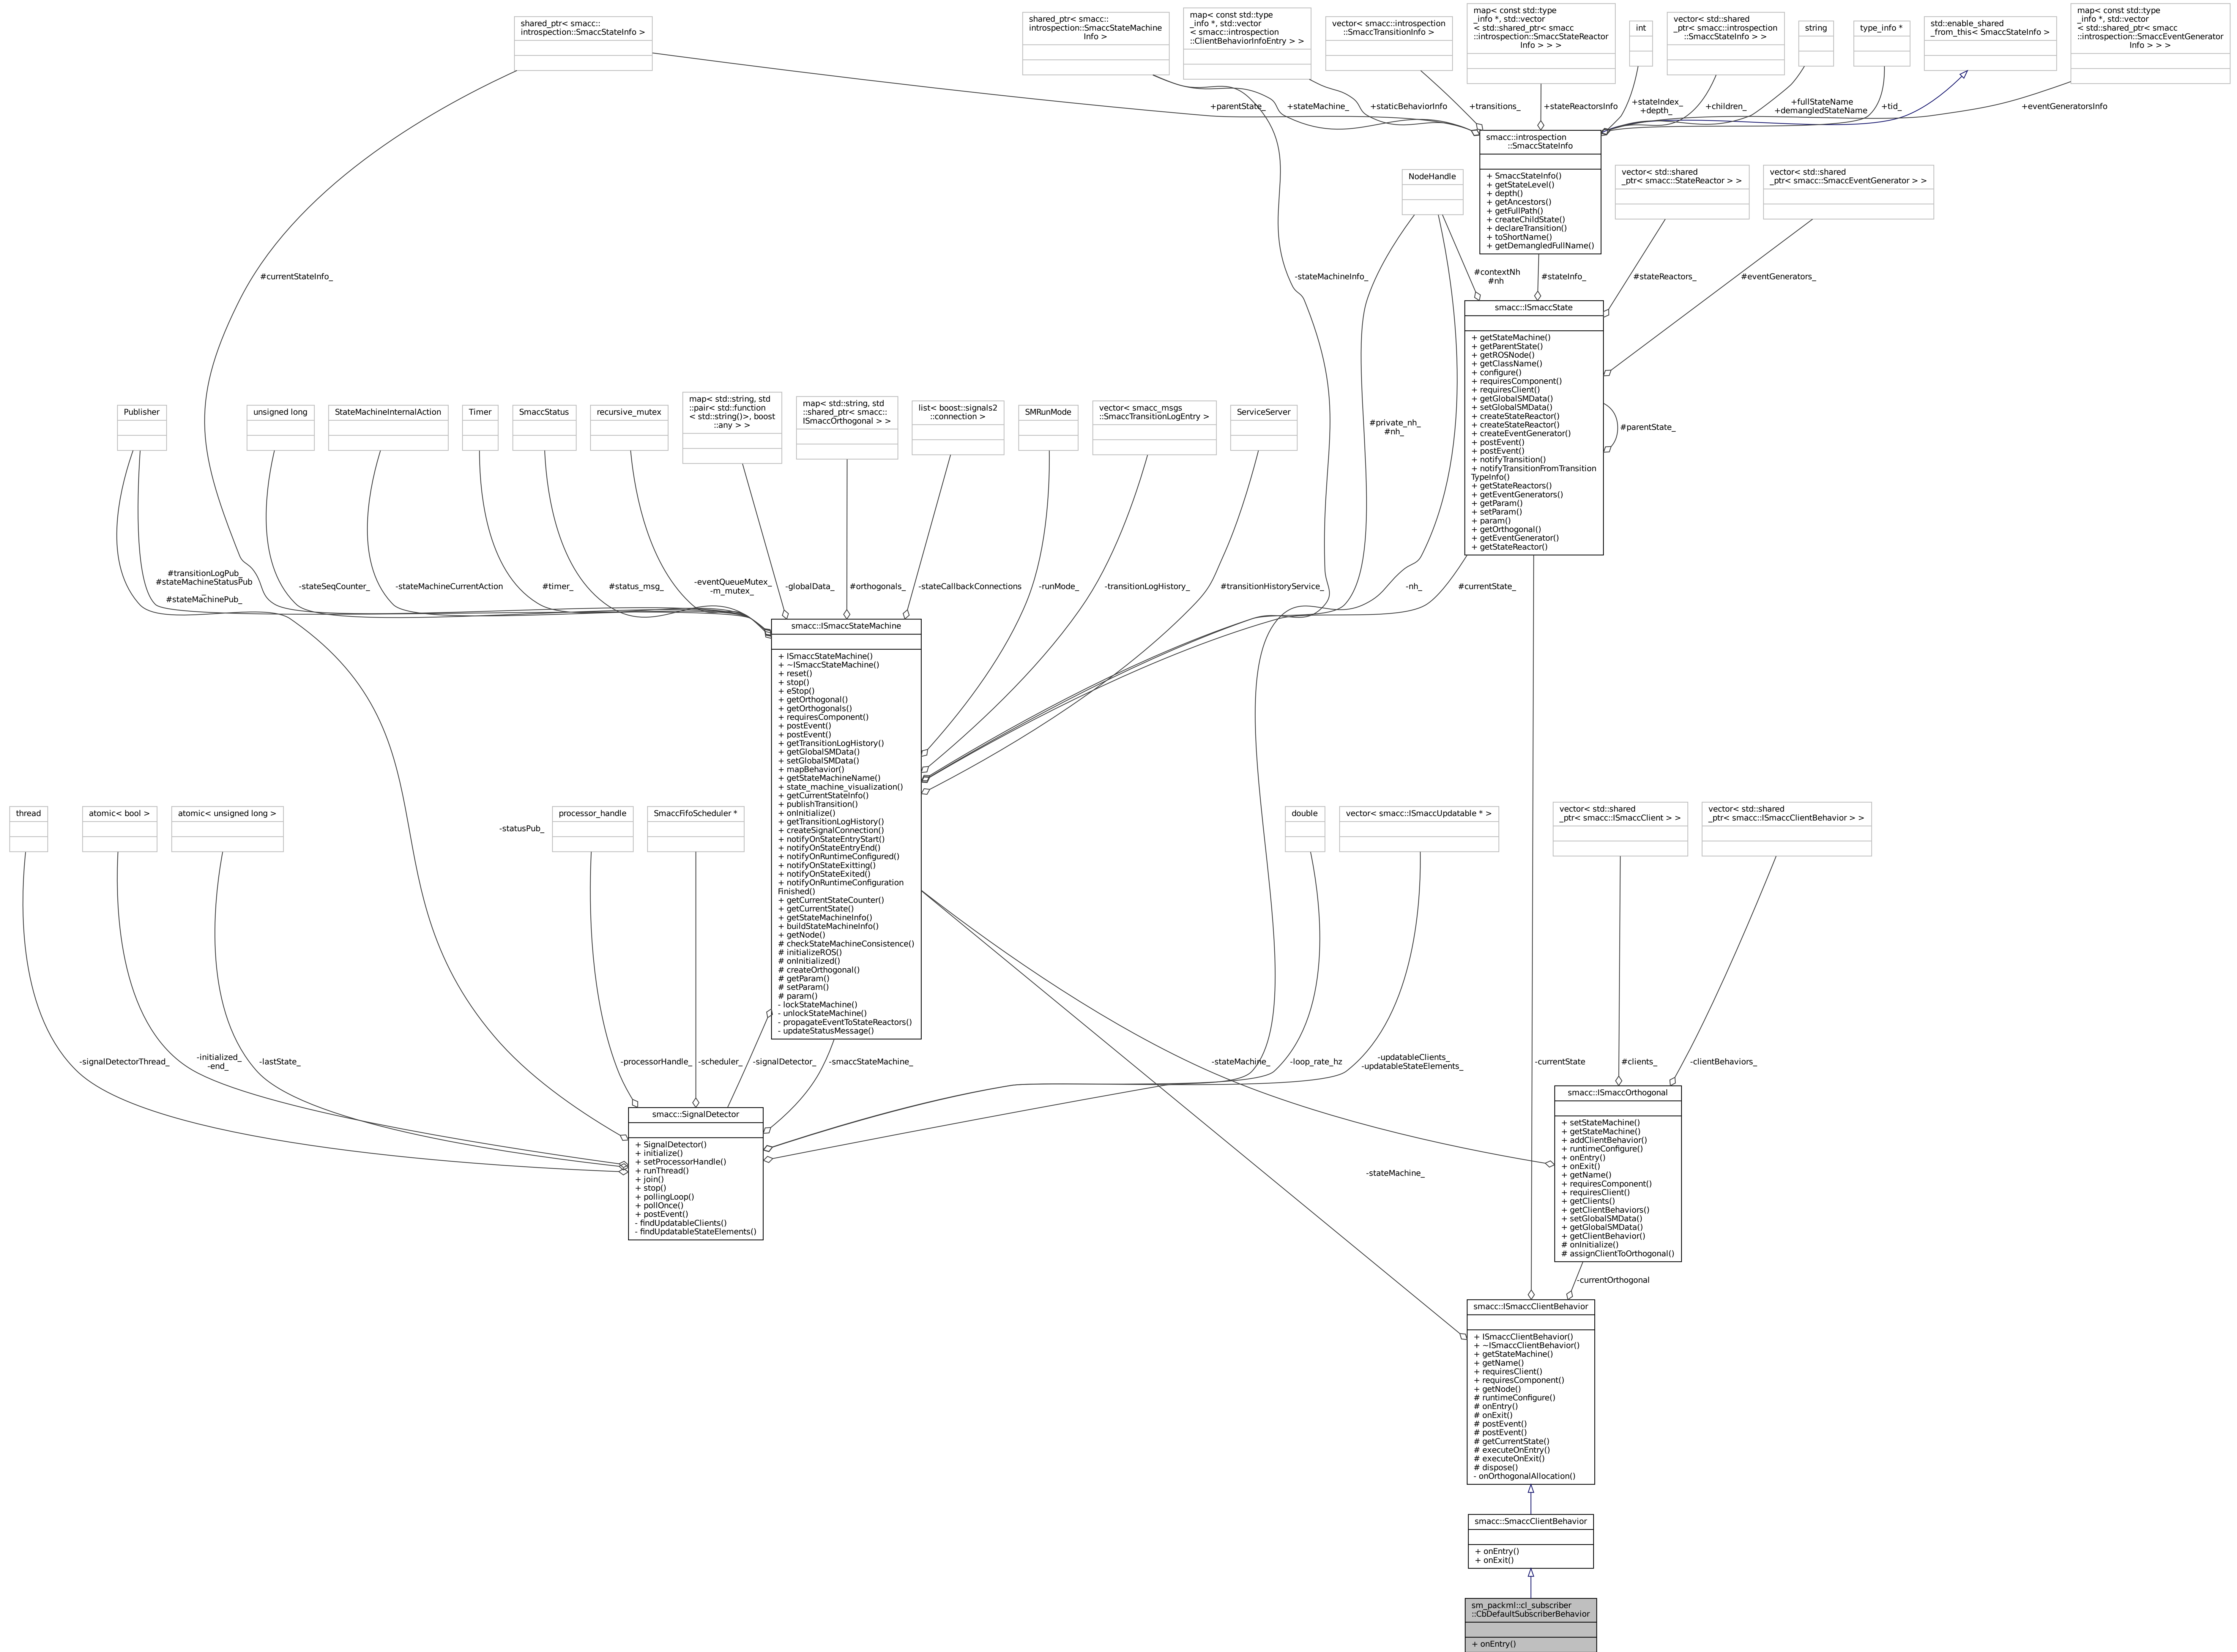 shared_ptr< smacc::
introspection::SmaccStateInfo >
shared_ptr< smacc::
introspection::SmaccStateMachine
Info >
map< const std::type
_info *, std::vector
< smacc::introspection
::ClientBehaviorInfoEntry > >
vector< smacc::introspection
::SmaccTransitionInfo >
map< const std::type
_info *, std::vector
< std::shared_ptr< smacc
::introspection::SmaccStateReactor
Info > > >
int
vector< std::shared
_ptr< smacc::introspection
::SmaccStateInfo > >
string
type_info *
std::enable_shared
_from_this< SmaccStateInfo >
map< const std::type
_info *, std::vector
< std::shared_ptr< smacc
::introspection::SmaccEventGenerator
Info > > >
+parentState_
+stateMachine_
+staticBehaviorInfo
+transitions_
+stateReactorsInfo
+stateIndex_
+depth_
+children_
+fullStateName
+demangledStateName
+tid_
+eventGeneratorsInfo
smacc::introspection
::SmaccStateInfo
+ SmaccStateInfo()
+ getStateLevel()
+ depth()
+ getAncestors()
+ getFullPath()
+ createChildState()
+ declareTransition()
+ toShortName()
+ getDemangledFullName()
NodeHandle
vector< std::shared
_ptr< smacc::StateReactor > >
vector< std::shared
_ptr< smacc::SmaccEventGenerator > >
#currentStateInfo_
-stateMachineInfo_
#contextNh
#nh
#stateInfo_
#stateReactors_
#eventGenerators_
smacc::ISmaccState
+ getStateMachine()
+ getParentState()
+ getROSNode()
+ getClassName()
+ configure()
+ requiresComponent()
+ requiresClient()
+ getGlobalSMData()
+ setGlobalSMData()
+ createStateReactor()
+ createStateReactor()
+ createEventGenerator()
+ postEvent()
+ postEvent()
+ notifyTransition()
+ notifyTransitionFromTransition
TypeInfo()
+ getStateReactors()
+ getEventGenerators()
+ getParam()
+ setParam()
+ param()
+ getOrthogonal()
+ getEventGenerator()
+ getStateReactor()
#parentState_
#private_nh_
#nh_
Publisher
unsigned long
StateMachineInternalAction
Timer
SmaccStatus
recursive_mutex
map< std::string, std
::pair< std::function
< std::string()>, boost
::any > >
map< std::string, std
::shared_ptr< smacc::
ISmaccOrthogonal > >
list< boost::signals2
::connection >
SMRunMode
vector< smacc_msgs
::SmaccTransitionLogEntry >
ServiceServer
#transitionLogPub_
#stateMachineStatusPub
_
#stateMachinePub_
-stateSeqCounter_
-stateMachineCurrentAction
#timer_
#status_msg_
-eventQueueMutex_
-m_mutex_
-globalData_
#orthogonals_
-stateCallbackConnections
-runMode_
-transitionLogHistory_
#transitionHistoryService_
-nh_
#currentState_
smacc::ISmaccStateMachine
+ ISmaccStateMachine()
+ ~ISmaccStateMachine()
+ reset()
+ stop()
+ eStop()
+ getOrthogonal()
+ getOrthogonals()
+ requiresComponent()
+ postEvent()
+ postEvent()
+ getTransitionLogHistory()
+ getGlobalSMData()
+ setGlobalSMData()
+ mapBehavior()
+ getStateMachineName()
+ state_machine_visualization()
+ getCurrentStateInfo()
+ publishTransition()
+ onInitialize()
+ getTransitionLogHistory()
+ createSignalConnection()
+ notifyOnStateEntryStart()
+ notifyOnStateEntryEnd()
+ notifyOnRuntimeConfigured()
+ notifyOnStateExitting()
+ notifyOnStateExited()
+ notifyOnRuntimeConfiguration
Finished()
+ getCurrentStateCounter()
+ getCurrentState()
+ getStateMachineInfo()
+ buildStateMachineInfo()
+ getNode()
# checkStateMachineConsistence()
# initializeROS()
# onInitialized()
# createOrthogonal()
# getParam()
# setParam()
# param()
- lockStateMachine()
- unlockStateMachine()
- propagateEventToStateReactors()
- updateStatusMessage()
thread
atomic< bool >
atomic< unsigned long >
-statusPub_
processor_handle
SmaccFifoScheduler *
double
vector< smacc::ISmaccUpdatable * >
vector< std::shared
_ptr< smacc::ISmaccClient > >
vector< std::shared
_ptr< smacc::ISmaccClientBehavior > >
-signalDetectorThread_
-initialized_
-end_
-lastState_
-processorHandle_
-scheduler_
-signalDetector_
-smaccStateMachine_
-stateMachine_
-loop_rate_hz
-updatableClients_
-updatableStateElements_
-currentState
#clients_
-clientBehaviors_
smacc::SignalDetector
+ SignalDetector()
+ initialize()
+ setProcessorHandle()
+ runThread()
+ join()
+ stop()
+ pollingLoop()
+ pollOnce()
+ postEvent()
- findUpdatableClients()
- findUpdatableStateElements()
smacc::ISmaccOrthogonal
+ setStateMachine()
+ getStateMachine()
+ addClientBehavior()
+ runtimeConfigure()
+ onEntry()
+ onExit()
+ getName()
+ requiresComponent()
+ requiresClient()
+ getClients()
+ getClientBehaviors()
+ setGlobalSMData()
+ getGlobalSMData()
+ getClientBehavior()
# onInitialize()
# assignClientToOrthogonal()
-stateMachine_
-currentOrthogonal
smacc::ISmaccClientBehavior
+ ISmaccClientBehavior()
+ ~ISmaccClientBehavior()
+ getStateMachine()
+ getName()
+ requiresClient()
+ requiresComponent()
+ getNode()
# runtimeConfigure()
# onEntry()
# onExit()
# postEvent()
# postEvent()
# getCurrentState()
# executeOnEntry()
# executeOnExit()
# dispose()
- onOrthogonalAllocation()
smacc::SmaccClientBehavior
+ onEntry()
+ onExit()
sm_packml::cl_subscriber
::CbDefaultSubscriberBehavior
+ onEntry()